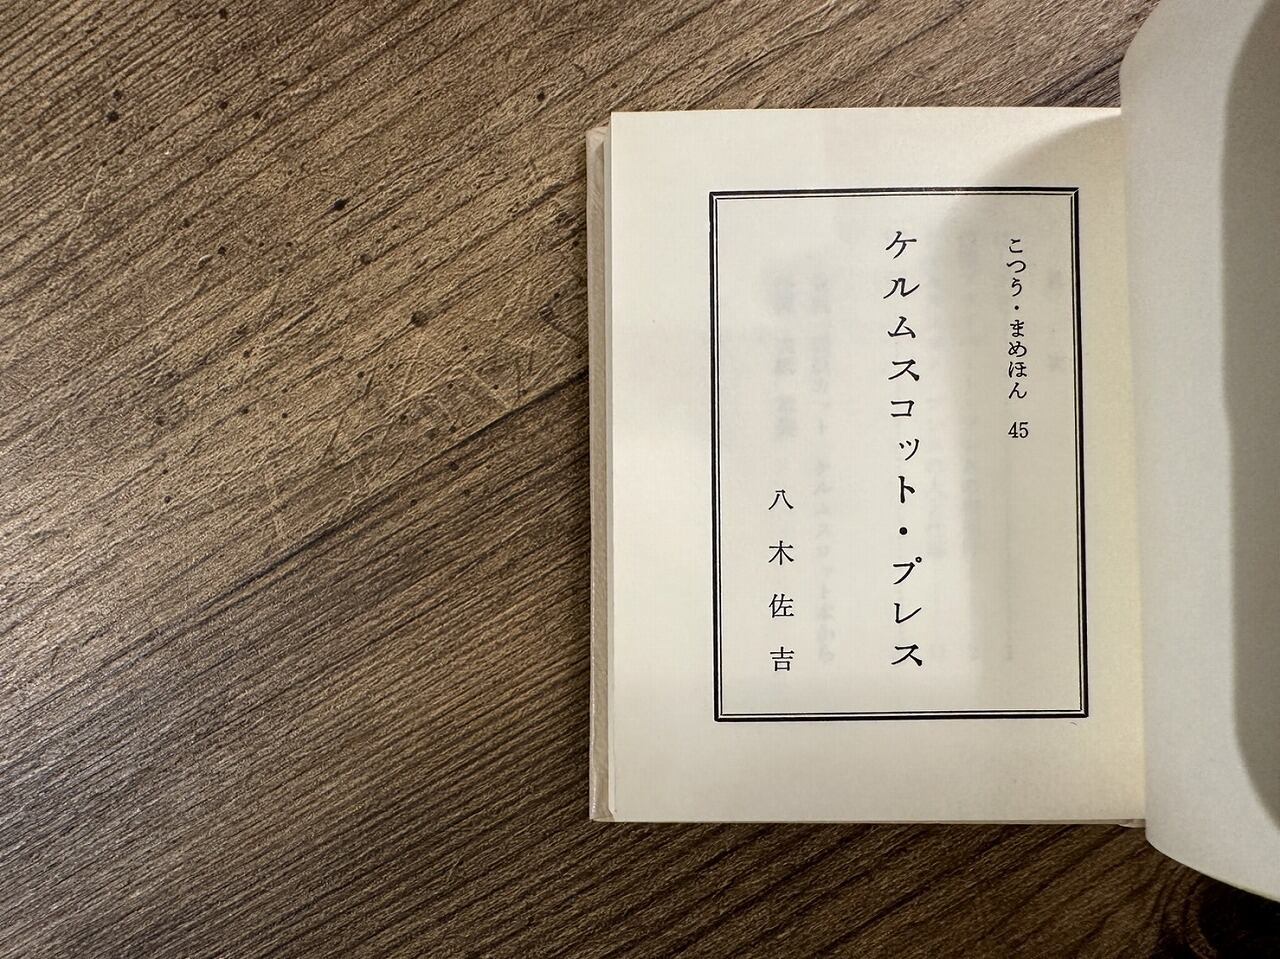 こつう・まめほん 45
ケルムスコット・プレス
八木佐吉